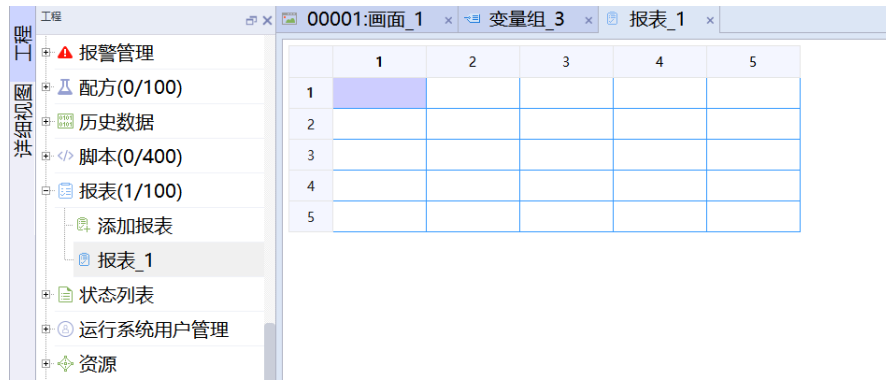 工程
详细视图
工程
报警管理
配方(0/100)
历史数据
脚本(0/400)
报表(1/100)
添加报表
报表_1
状态列表
运行系统用户管理
资源
00001:画面_1 × 变量组_3 × 报表_1 ×
1 2 3 4 5
1
2
3
4
5